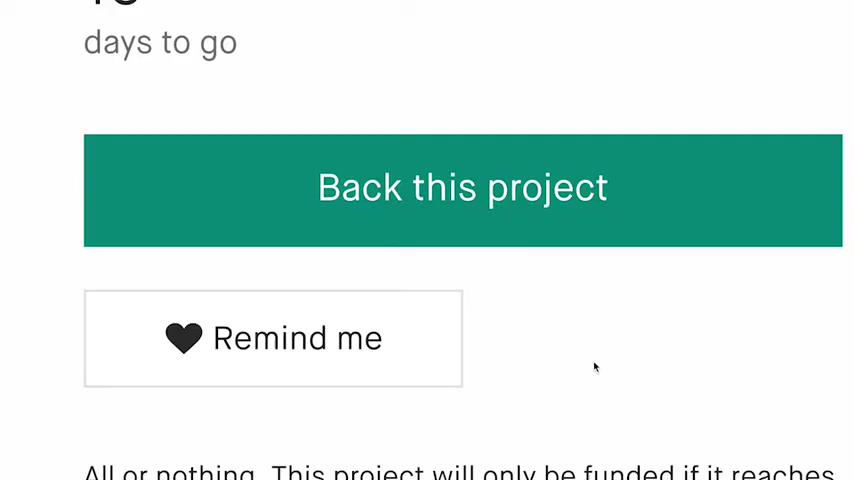 days to go
Back this project
Remind me
All or nothing. This project will only be funded if it reaches